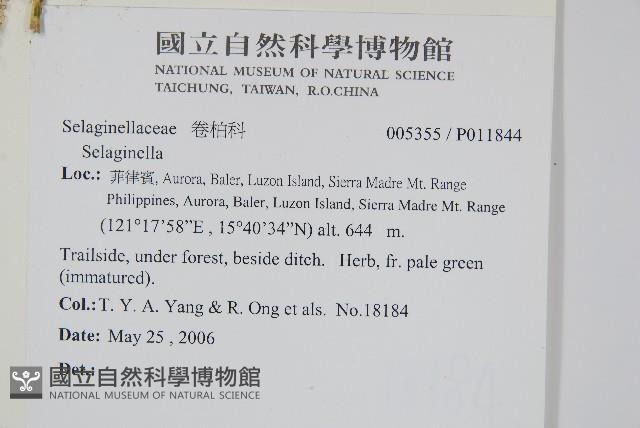 國立自然科學博物館
NATIONAL MUSEUM OF NATURAL SCIENCE
TAICHUNG, TAIWAN, R.O.CHINA
Selaginellaceae 卷柏科 005355 / P011844
Selaginella
Loc.: 菲律賓, Aurora, Baler, Luzon Island, Sierra Madre Mt. Range
Philippines, Aurora, Baler, Luzon Island, Sierra Madre Mt. Range
(121°17'58"E , 15°40'34"N) alt. 644 m.
Trailside, under forest, beside ditch. Herb, fr. pale green
(immatured).
Col.: T. Y. A. Yang & R. Ong et als. No.18184
Date: May 25 , 2006
Det.:
國立自然科學博物館
NATIONAL MUSEUM OF NATURAL SCIENCE